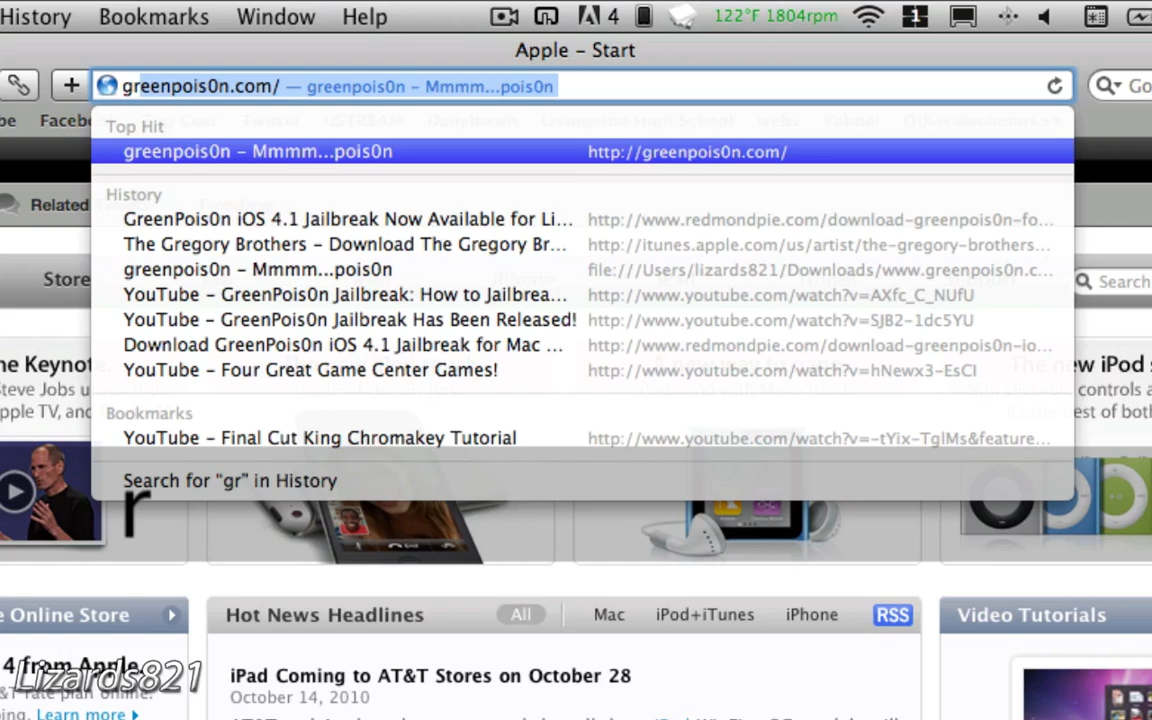 History Bookmarks Window Help 4 122°F 1804rpm 1
Apple – Start
greenpois0n.com/ — greenpois0n – Mmmm...pois0n Go
be Faceb
Top Hit
greenpois0n – Mmmm...pois0n http://greenpois0n.com/
History
Related
GreenPois0n iOS 4.1 Jailbreak Now Available for Li... http://www.redmondpie.com/download-greenpois0n-fo...
The Gregory Brothers – Download The Gregory Br... http://itunes.apple.com/us/artist/the-gregory-brothers...
greenpois0n – Mmmm...pois0n file:///Users/lizards821/Downloads/www.greenpois0n.c...
Store Search
YouTube – GreenPois0n Jailbreak: How to Jailbrea... http://www.youtube.com/watch?v=AXfc_C_NUfU
YouTube – GreenPois0n Jailbreak Has Been Released! http://www.youtube.com/watch?v=SJB2-1dc5YU
Download GreenPois0n iOS 4.1 Jailbreak for Mac ... http://www.redmondpie.com/download-greenpois0n-io...
YouTube – Four Great Game Center Games! http://www.youtube.com/watch?v=hNewx3-EsCI
he Keynote.
Steve Jobs u
pple TV, and
new iPod s
controls a
est of both
Bookmarks
YouTube – Final Cut King Chromakey Tutorial http://www.youtube.com/watch?v=-tYix-TglMs&feature...
Search for "gr" in History
r
e Online Store
Hot News Headlines All Mac iPod+iTunes iPhone RSS
Video Tutorials
4 from Apple.
Lizards821
&T rate plan online.
ping. Learn more
iPad Coming to AT&T Stores on October 28
October 14, 2010